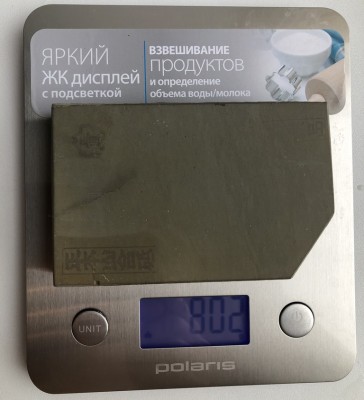 ЯРКИЙ
ЖК дисплей
с подсветкой
ВЗВЕШИВАНИЕ
продуктов
и определение
объема воды/молока
802
UNIT
polaris